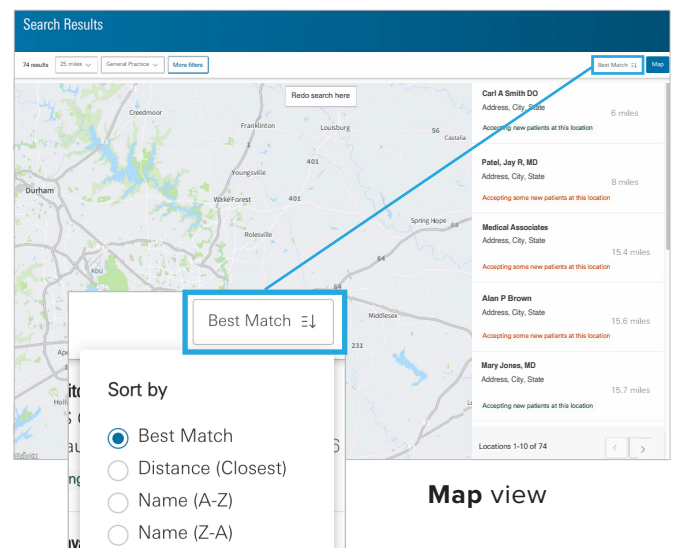 Search Results
74 results 25 miles General Practice More filters Best Match Map
Redo search here
Creedmoor
Franklinton
Louisburg
56
Castalia
1
401
Youngsville
Durham
Wake Forest
401
Spring Hope
Rolesville
64
64
64
RDU
Middlesex
231
Carl A Smith DO
Address, City, State
6 miles
Accepting new patients at this location
Patel, Jay R, MD
Address, City, State
8 miles
Accepting some new patients at this location
Medical Associates
Address, City, State
15.4 miles
Accepting some new patients at this location
Alan P Brown
Address, City, State
15.6 miles
Accepting some new patients at this location
Mary Jones, MD
Address, City, State
15.7 miles
Accepting new patients at this location
Locations 1-10 of 74
Best Match
Sort by
Best Match
Distance (Closest)
Name (A-Z)
Name (Z-A)
Map view